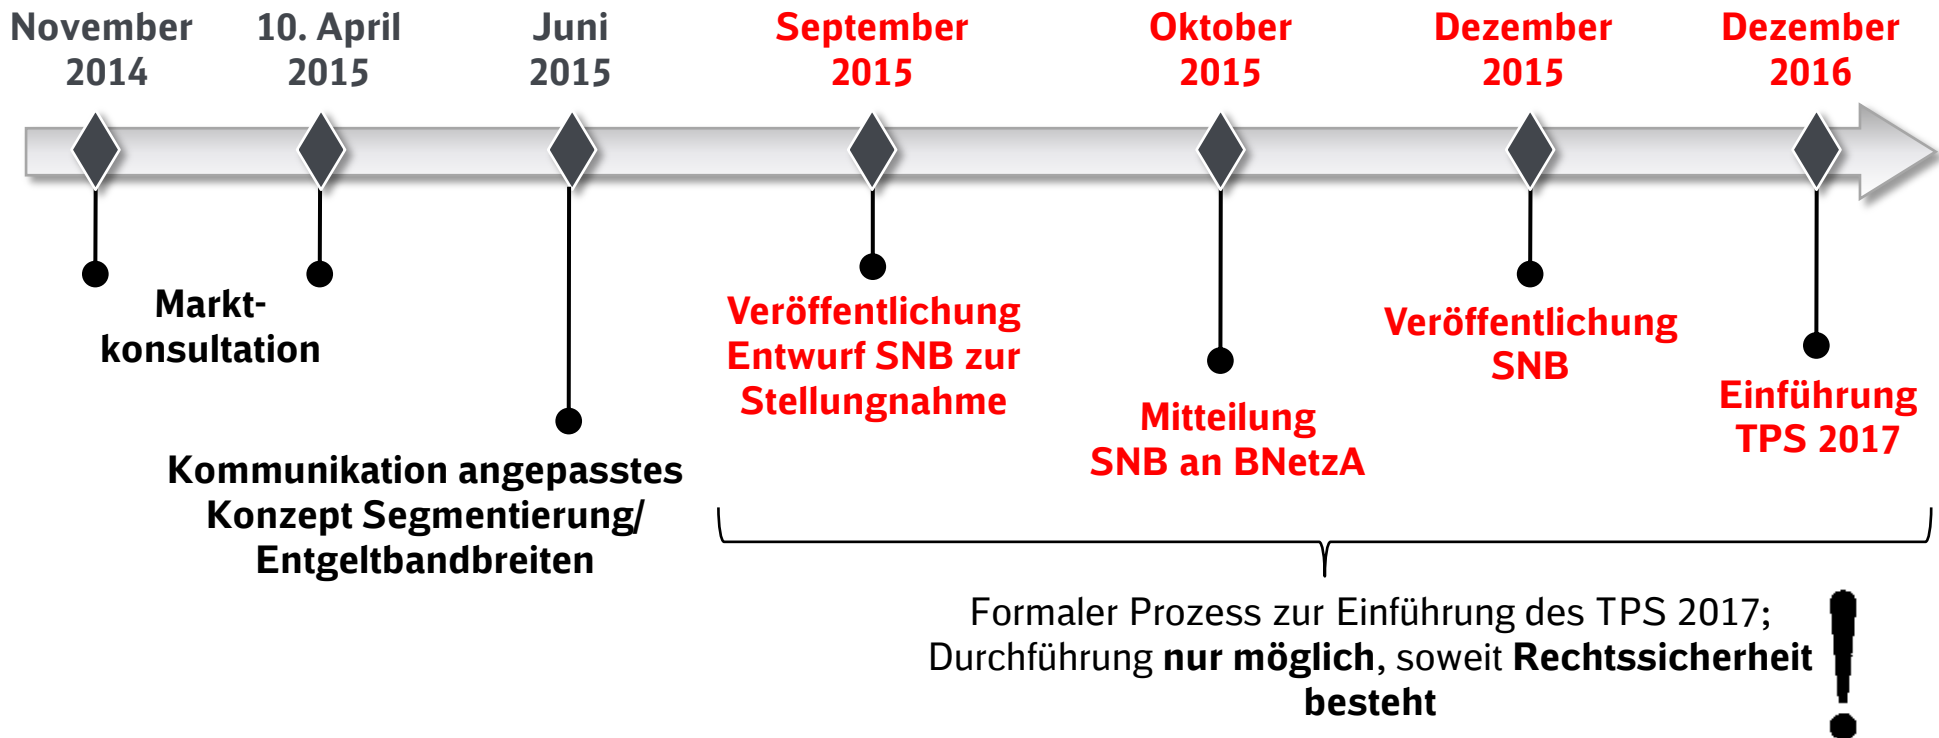 November
2014
10. April
2015
Juni
2015
September
2015
Oktober
2015
Dezember
2015
Dezember
2016
Markt-
konsultation
Kommunikation angepasstes
Konzept Segmentierung/
Entgeltbandbreiten
Veröffentlichung
Entwurf SNB zur
Stellungnahme
Mitteilung
SNB an BNetzA
Veröffentlichung
SNB
Einführung
TPS 2017
Formaler Prozess zur Einführung des TPS 2017;
Durchführung nur möglich, soweit Rechtssicherheit
besteht
!